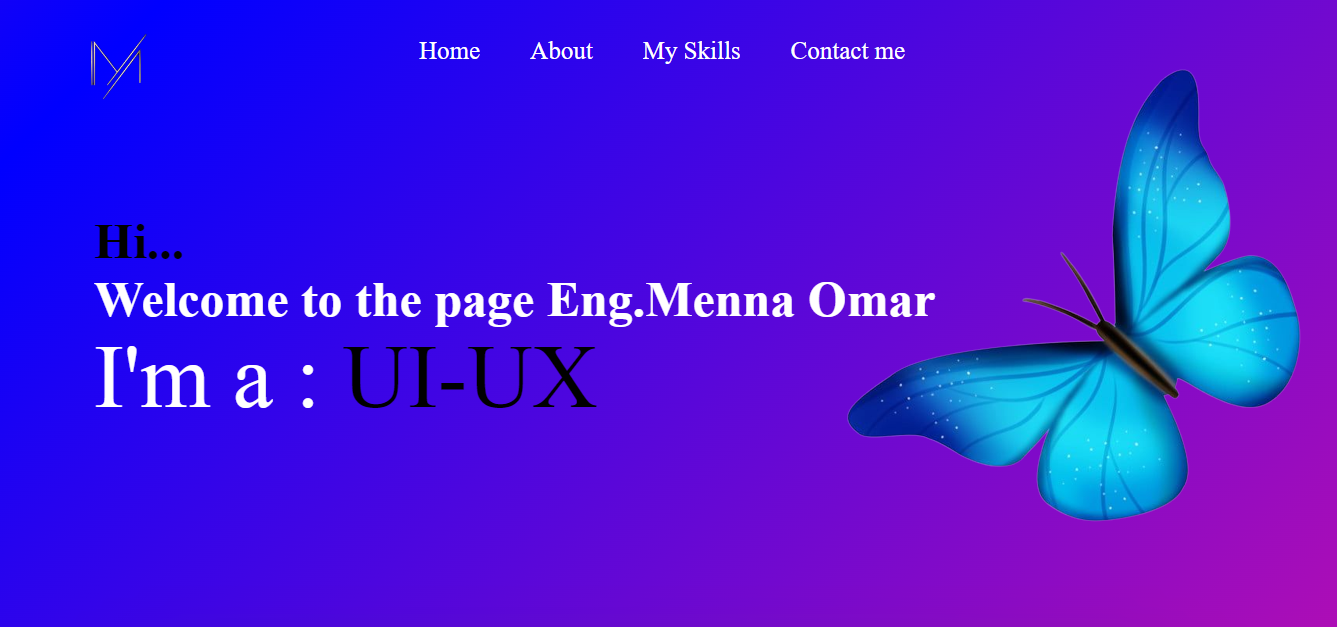 Home About My Skills Contact me
Hi...
Welcome to the page Eng.Menna Omar
I'm a : UI-UX